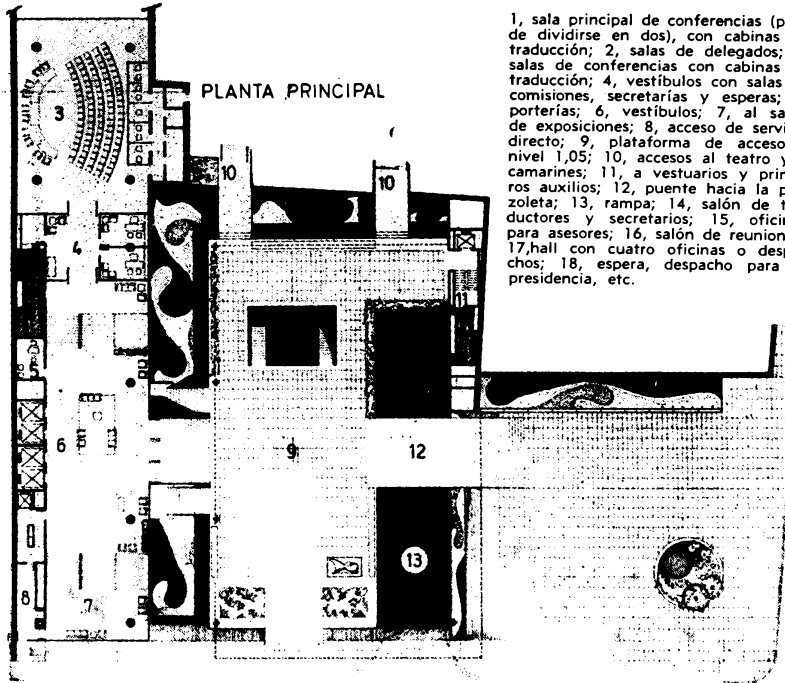 1, sala principal de conferencias (p
de dividirse en dos), con cabinas
traducción; 2, salas de delegados;
salas de conferencias con cabinas
traducción; 4, vestíbulos con salas
comisiones, secretarías y esperas;
porterías; 6, vestíbulos; 7, al sa
de exposiciones; 8, acceso de servi
directo; 9, plataforma de acceso
nivel 1,05; 10, accesos al teatro y
camarines; 11, a vestuarios y prim
ros auxilios; 12, puente hacia la p
zoleta; 13, rampa; 14, salón de t
ductores y secretarios; 15, oficin
para asesores; 16, salón de reunion
17,hall con cuatro oficinas o desp
chos; 18, espera, despacho para
presidencia, etc.
PLANTA PRINCIPAL
3
10
10
4
11
5
6
9
12
13
8
7